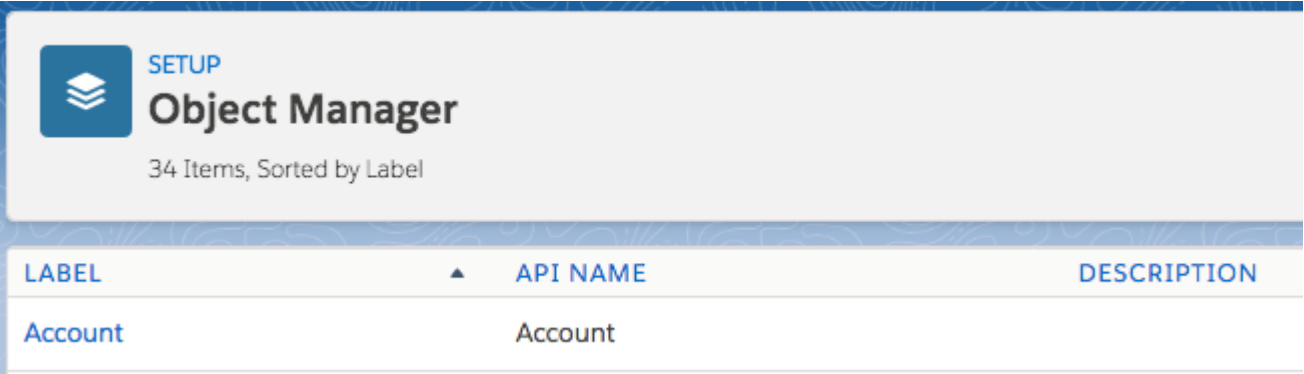 SETUP
Object Manager
34 Items, Sorted by Label
LABEL API NAME DESCRIPTION
Account Account